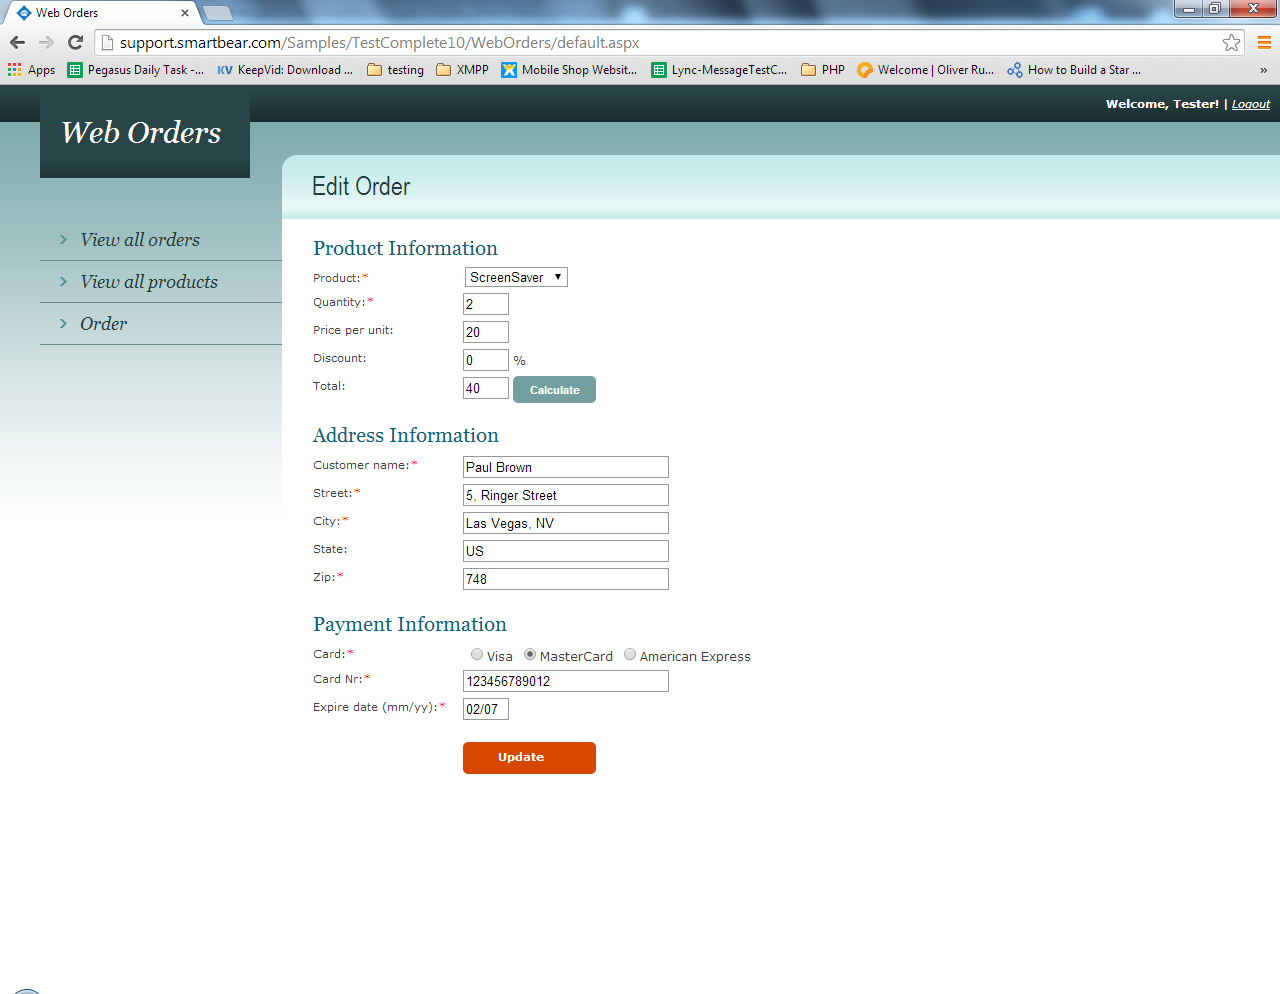 Web Orders
support.smartbear.com/Samples/TestComplete10/WebOrders/default.aspx
Apps Pegasus Daily Task -... KV KeepVid: Download ... testing XMPP Mobile Shop Websit... Lync-MessageTestC... PHP Welcome | Oliver Ru... How to Build a Star ... »
Welcome, Tester! | Logout
Web Orders
Edit Order
View all orders
View all products
Order
Product Information
Product:* ScreenSaver
Quantity:* 2
Price per unit: 20
Discount: 0 %
Total: 40 Calculate
Address Information
Customer name:* Paul Brown
Street:* 5, Ringer Street
City:* Las Vegas, NV
State: US
Zip:* 748
Payment Information
Card:* Visa MasterCard American Express
Card Nr:* 123456789012
Expire date (mm/yy):* 02/07
Update